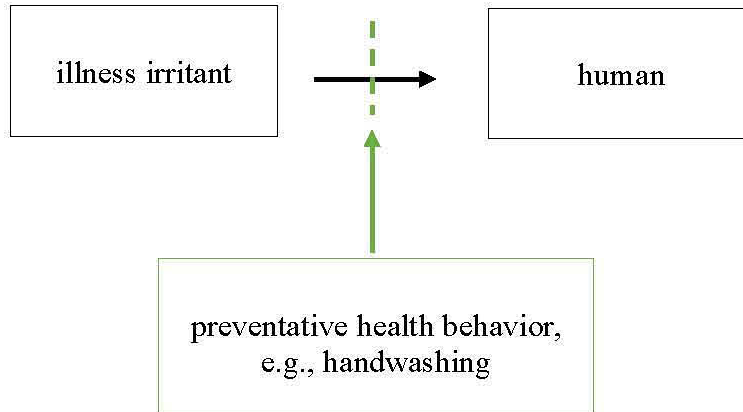 illness irritant
human
preventative health behavior,
e.g., handwashing